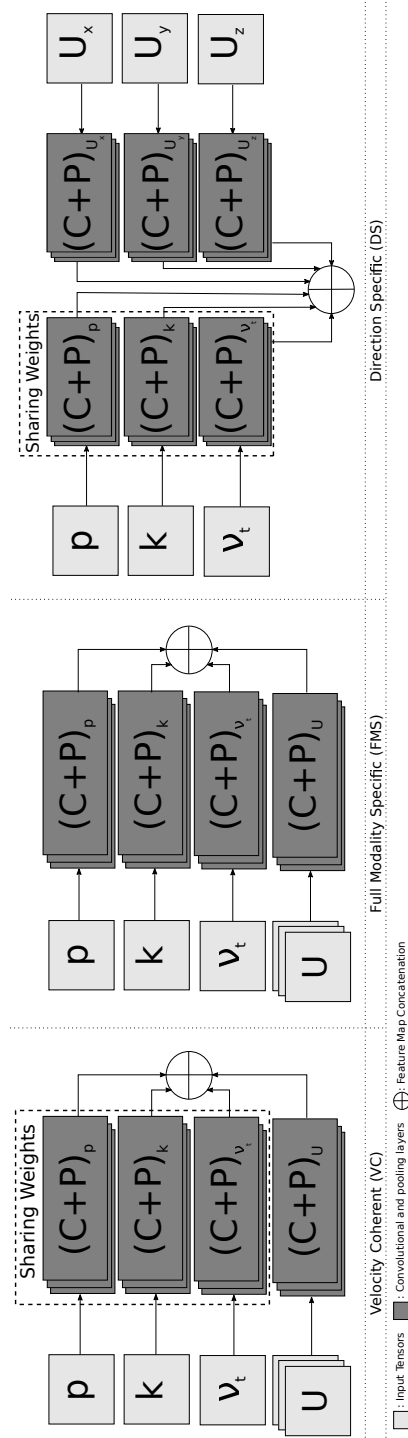 Sharing Weights
p
(C+P)p
k
(C+P)k
νt
(C+P)νt
U
(C+P)U
Velocity Coherent (VC)
p
(C+P)p
k
(C+P)k
νt
(C+P)νt
U
(C+P)U
Full Modality Specific (FMS)
Sharing Weights
p
(C+P)p
(C+P)Ux
Ux
k
(C+P)k
(C+P)Uy
Uy
νt
(C+P)νt
(C+P)Uz
Uz
Direction Specific (DS)
: Input Tensors
: Convolutional and pooling layers
: Feature Map Concatenation